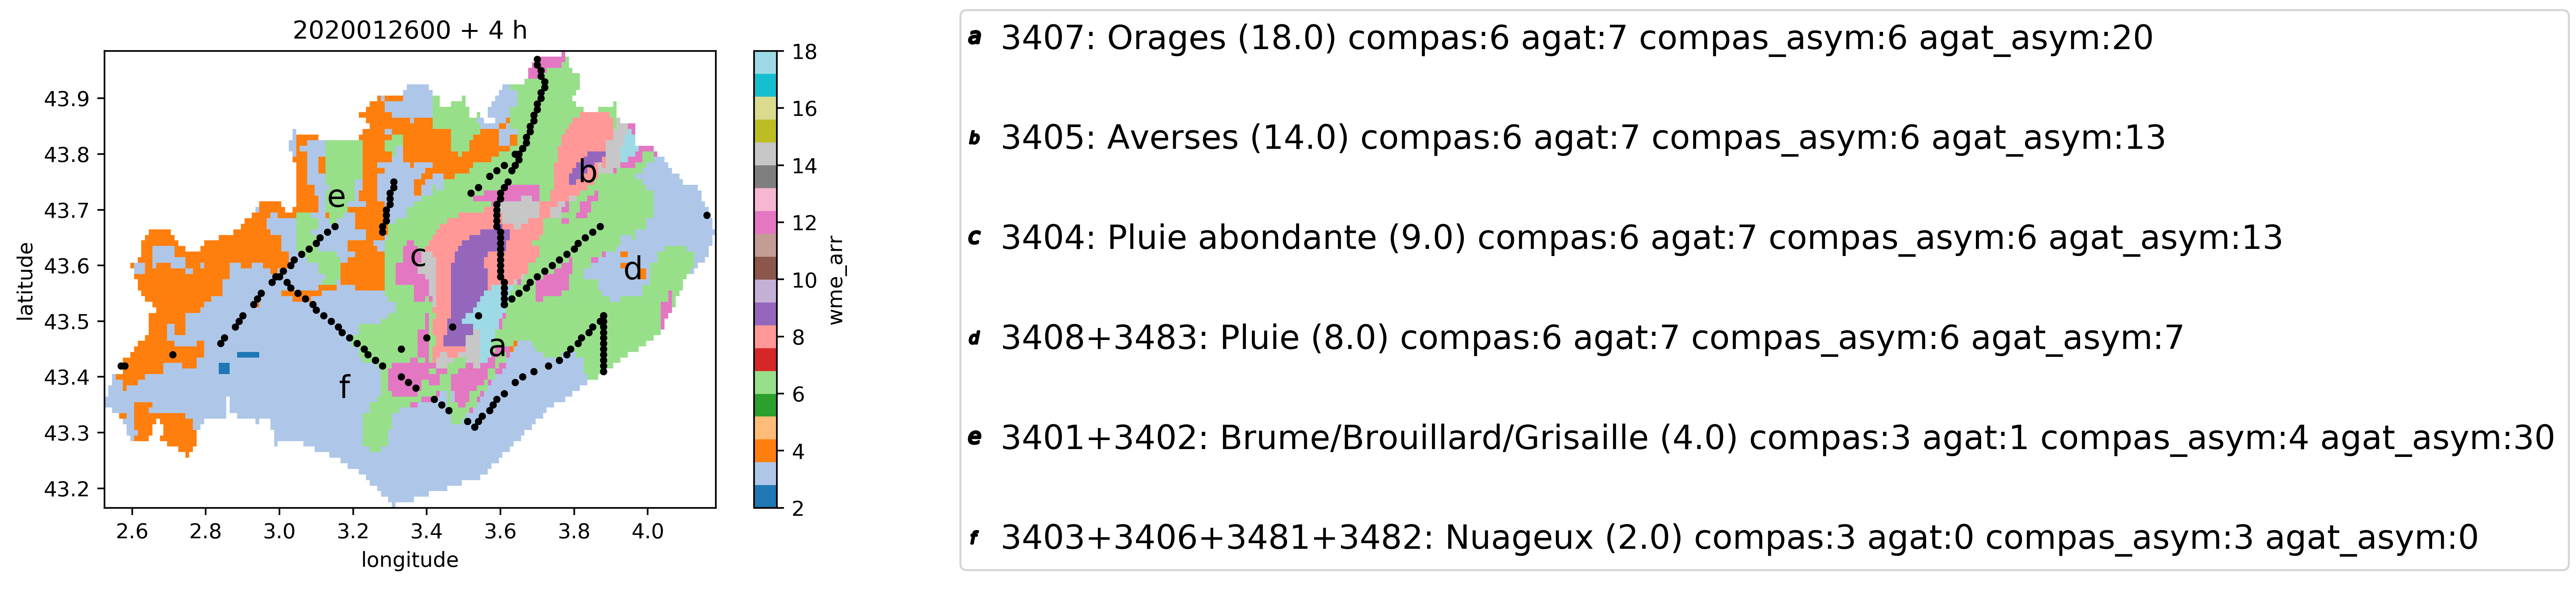 2020012600 + 4 h
43.9
43.8
43.7
43.6
43.5
43.4
43.3
43.2
latitude
2.6 2.8 3.0 3.2 3.4 3.6 3.8 4.0
longitude
a
b
c
d
e
f
18
16
14
12
10
8
6
4
2
wme_arr
a 3407: Orages (18.0) compas:6 agat:7 compas_asym:6 agat_asym:20
b 3405: Averses (14.0) compas:6 agat:7 compas_asym:6 agat_asym:13
c 3404: Pluie abondante (9.0) compas:6 agat:7 compas_asym:6 agat_asym:13
d 3408+3483: Pluie (8.0) compas:6 agat:7 compas_asym:6 agat_asym:7
e 3401+3402: Brume/Brouillard/Grisaille (4.0) compas:3 agat:1 compas_asym:4 agat_asym:30
f 3403+3406+3481+3482: Nuageux (2.0) compas:3 agat:0 compas_asym:3 agat_asym:0